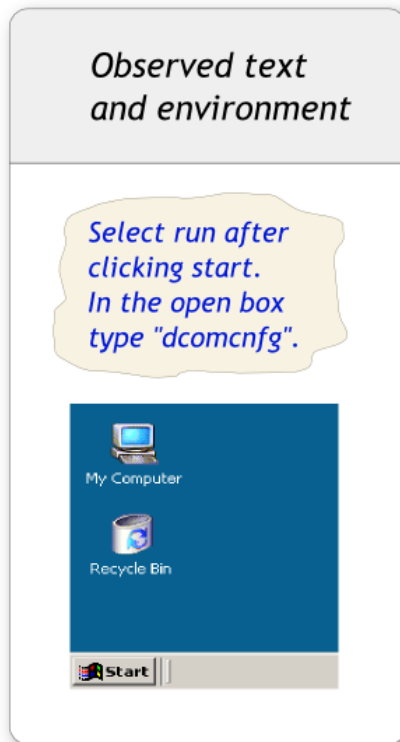 Observed text
and environment
Select run after
clicking start.
In the open box
type "dcomcnfg".
My Computer
Recycle Bin
Start